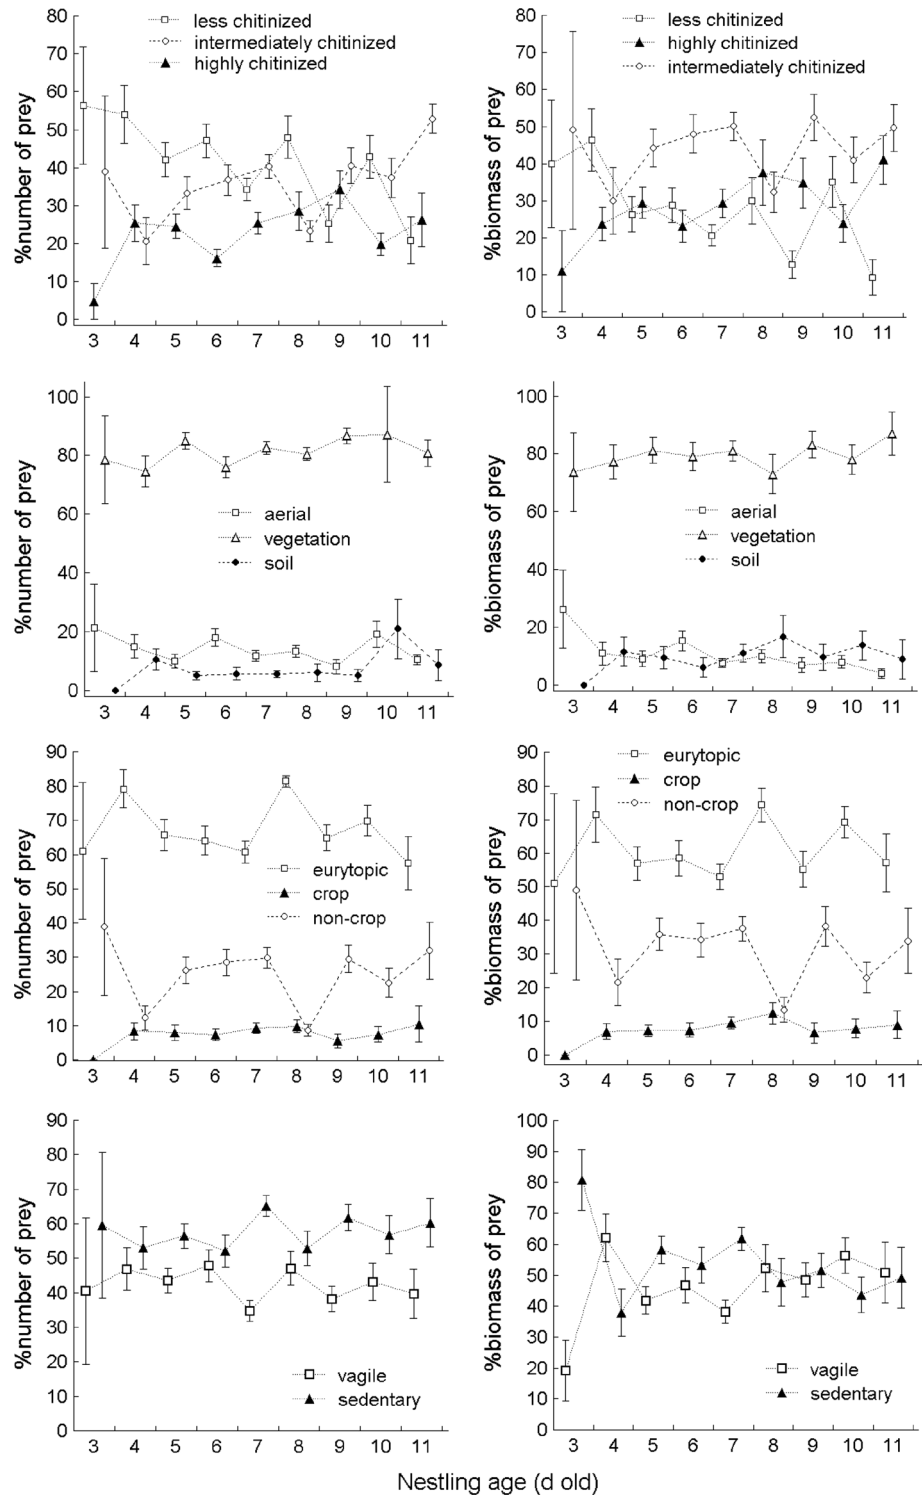 %number of prey
80
70
60
50
40
30
20
10
0
less chitinized
intermediately chitinized
highly chitinized
3 4 5 6 7 8 9 10 11
%biomass of prey
80
70
60
50
40
30
20
10
0
less chitinized
highly chitinized
intermediately chitinized
3 4 5 6 7 8 9 10 11
%number of prey
100
80
60
40
20
0
aerial
vegetation
soil
3 4 5 6 7 8 9 10 11
%biomass of prey
100
80
60
40
20
0
aerial
vegetation
soil
3 4 5 6 7 8 9 10 11
%number of prey
90
80
70
60
50
40
30
20
10
0
eurytopic
crop
non-crop
3 4 5 6 7 8 9 10 11
%biomass of prey
90
80
70
60
50
40
30
20
10
0
eurytopic
crop
non-crop
3 4 5 6 7 8 9 10 11
%number of prey
90
80
70
60
50
40
30
20
10
0
vagile
sedentary
3 4 5 6 7 8 9 10 11
%biomass of prey
100
90
80
70
60
50
40
30
20
10
0
vagile
sedentary
3 4 5 6 7 8 9 10 11
Nestling age (d old)